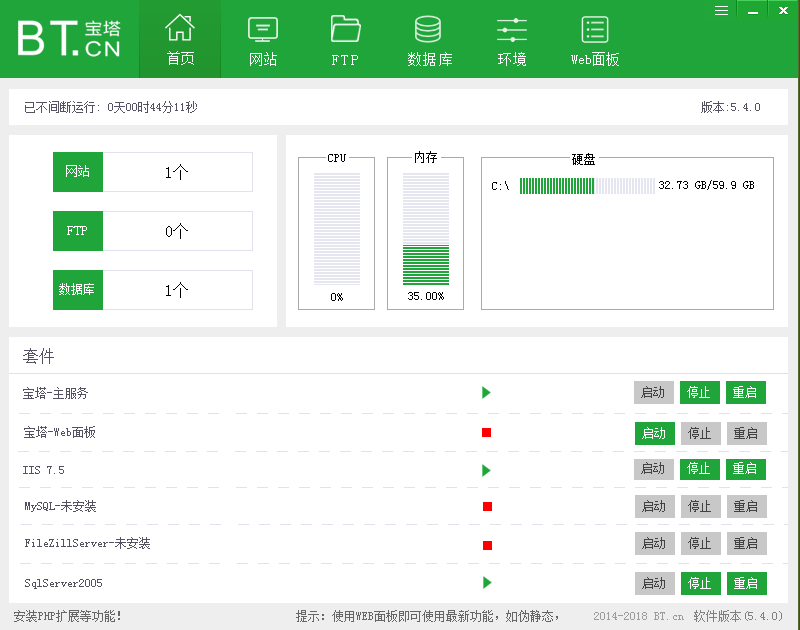 BT.宝塔.CN
首页 网站 FTP 数据库 环境 Web面板
已不间断运行: 0天00时44分11秒 版本:5.4.0
网站 1个
FTP 0个
数据库 1个
CPU 内存 硬盘
C:\ 32.73 GB/59.9 GB
0% 35.00%
套件
宝塔-主服务 启动 停止 重启
宝塔-Web面板 启动 停止 重启
IIS 7.5 启动 停止 重启
MySQL-未安装 启动 停止 重启
FileZillServer-未安装 启动 停止 重启
SqlServer2005 启动 停止 重启
安装PHP扩展等功能! 提示: 使用WEB面板即可使用最新功能, 如伪静态, 2014-2018 BT.cn 软件版本(5.4.0)